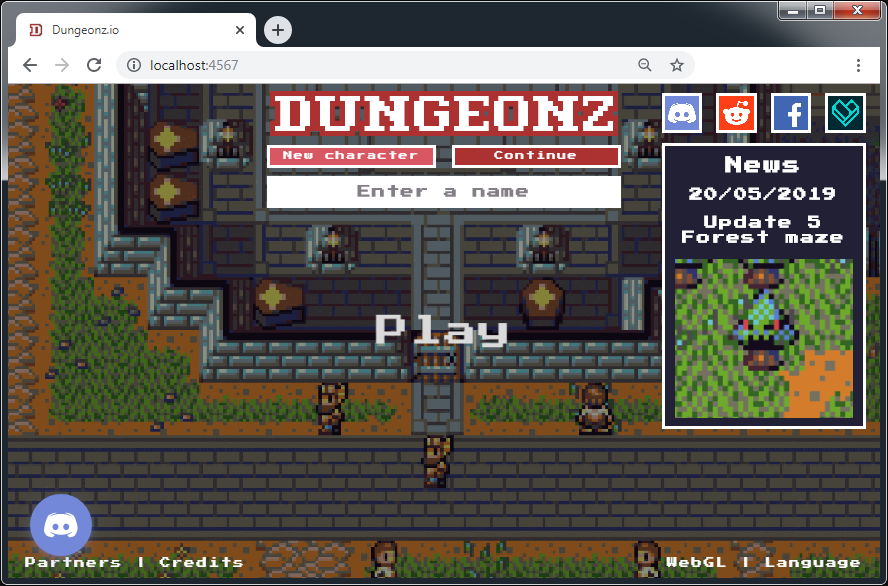 Dungeonz.io
localhost:4567
DUNGEONZ
New character
Continue
Enter a name
News
20/05/2019
Update 5
Forest maze
Play
Partners | Credits
WebGL | Language